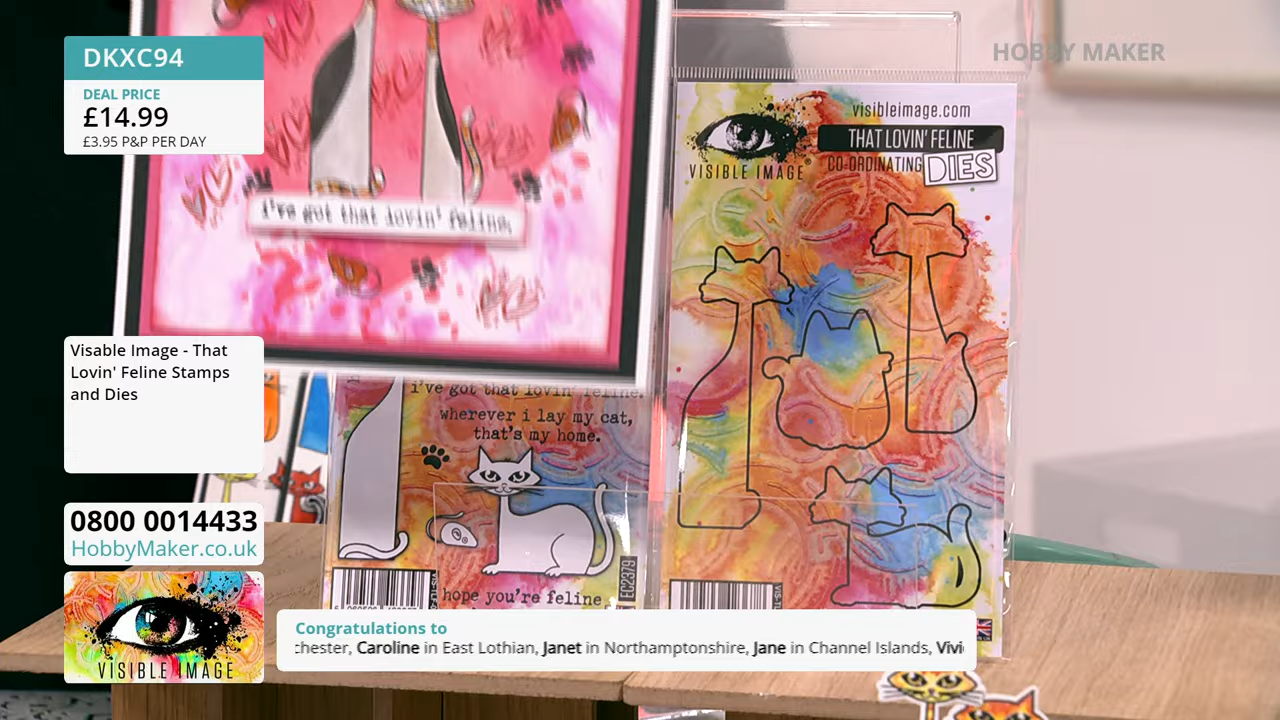 DKXC94
DEAL PRICE
£14.99
£3.95 P&P PER DAY
HOBBY MAKER
visibleimage.com
THAT LOVIN' FELINE
CO-ORDINATING DIES
VISIBLE IMAGE
i've got that lovin' feline.
Visable Image - That
Lovin' Feline Stamps
and Dies
i've got that lovin' feline.
wherever i lay my cat,
that's my home.
hope you're feline
EC2379
0800 0014433
HobbyMaker.co.uk
VISIBLE IMAGE
Congratulations to
chester, Caroline in East Lothian, Janet in Northamptonshire, Jane in Channel Islands, Vivi